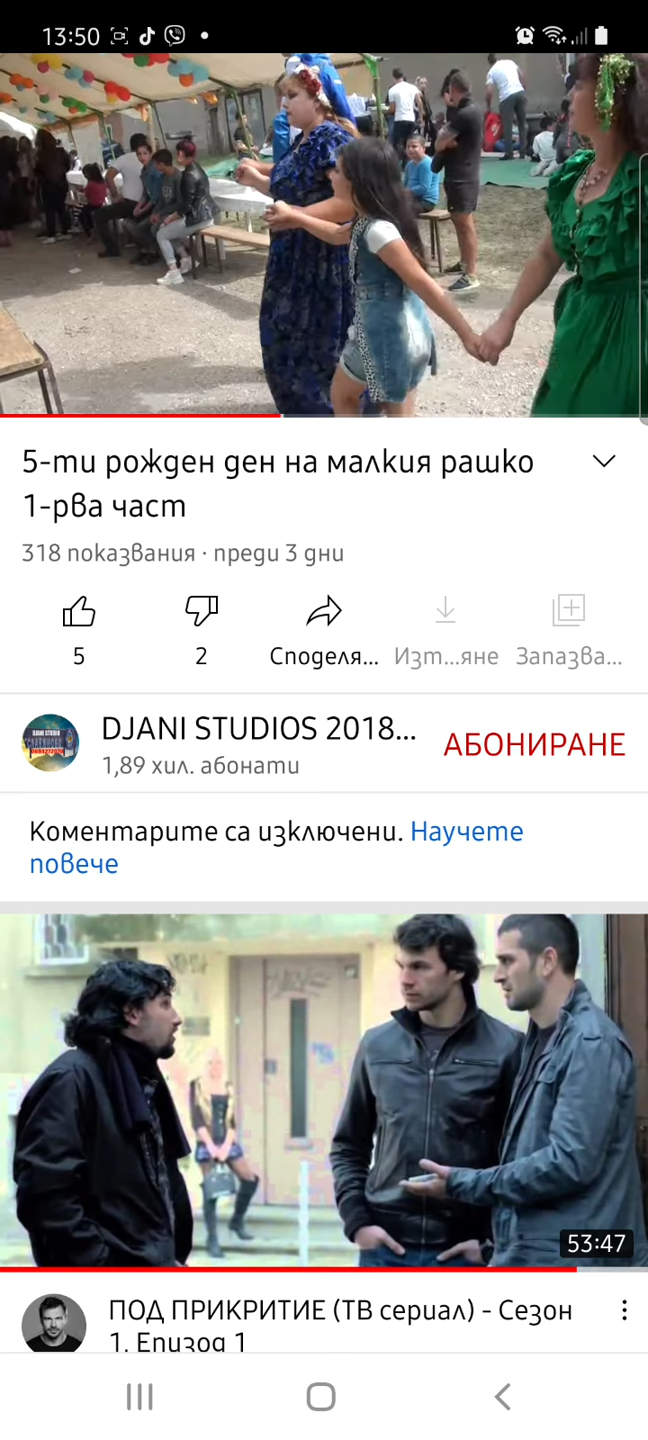 13:50
5-ти рожден ден на малкия рашко
1-рва част
318 показвания · преди 3 дни
5
2
Споделя...
Изт...яне
Запазва...
DJANI STUDIOS 2018...
1,89 хил. абонати
АБОНИРАНЕ
Коментарите са изключени. Научете
повече
53:47
ПОД ПРИКРИТИЕ (ТВ сериал) - Сезон
1, Епизод 1